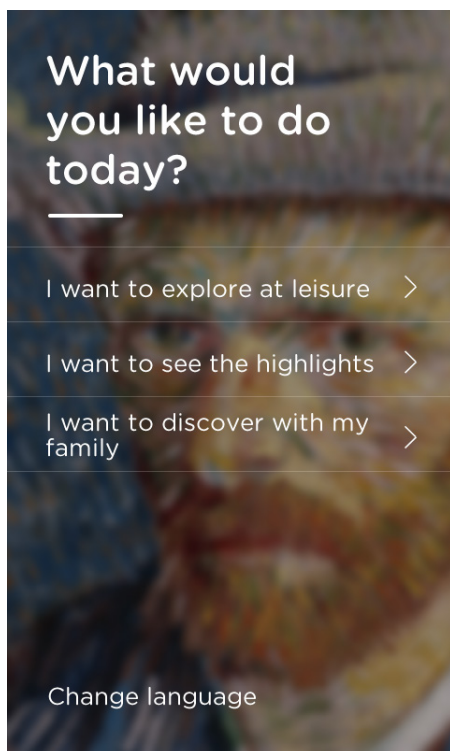 What would
you like to do
today?
I want to explore at leisure
I want to see the highlights
I want to discover with my
family
Change language